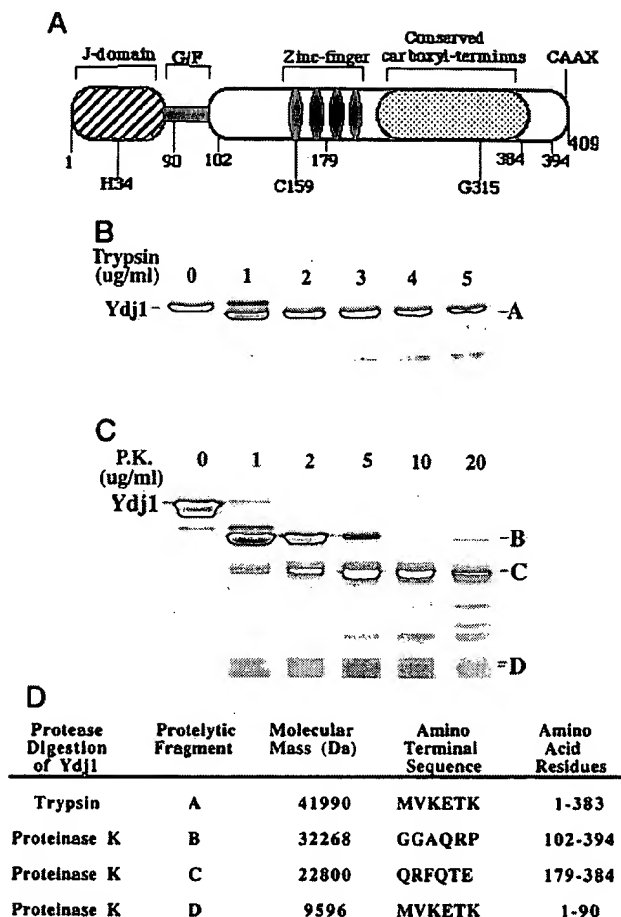 A
J-domain G/F Zinc-finger Conserved carboxyl-terminus CAAX
1 90 102 179 384 394 409
H34 C159 G315
B
Trypsin (ug/ml) 0 1 2 3 4 5
Ydj1 A
C
P.K. (ug/ml) 0 1 2 5 10 20
Ydj1
B
C
D
D
Protease Digestion of Ydj1 Protelytic Fragment Molecular Mass (Da) Amino Terminal Sequence Amino Acid Residues
Trypsin A 41990 MVKETK 1-383
Proteinase K B 32268 GGAQRP 102-394
Proteinase K C 22800 QRFQTE 179-384
Proteinase K D 9596 MVKETK 1-90